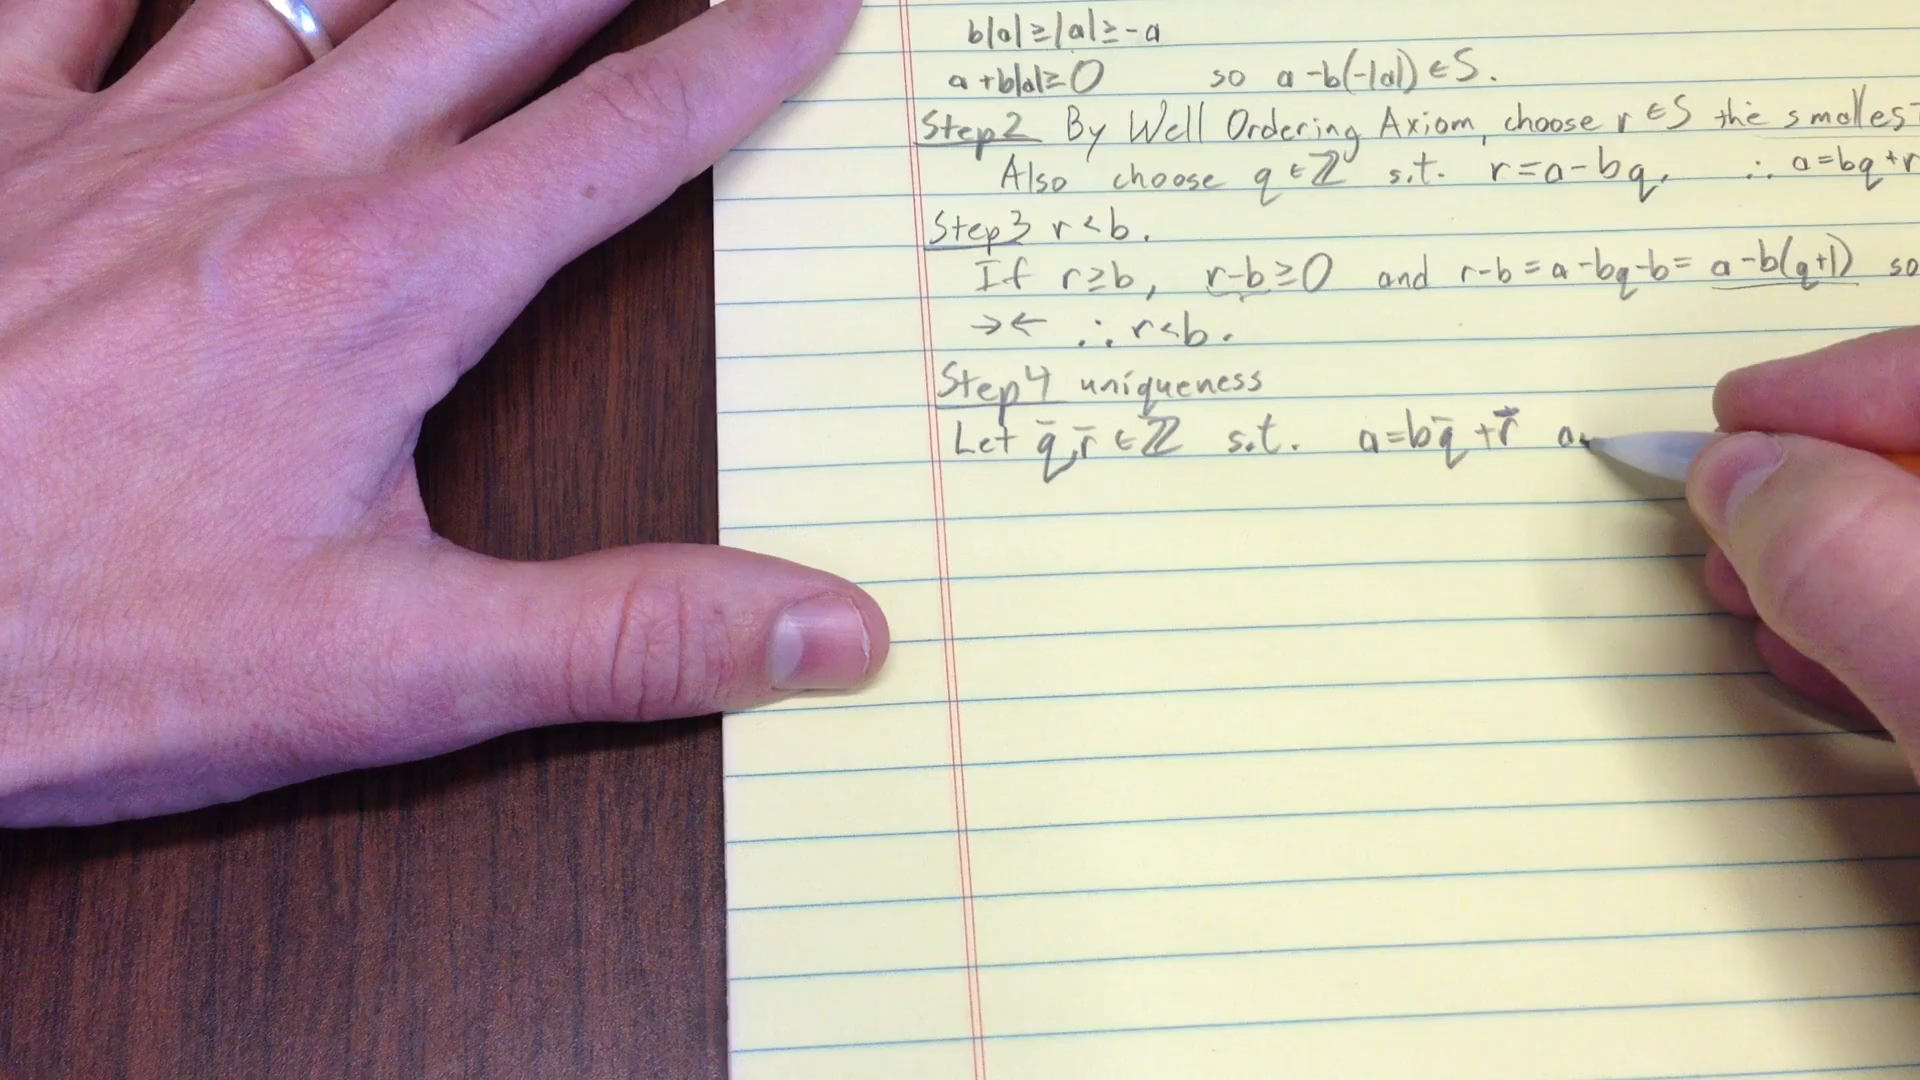 b|a|≥|a|≥-a
a+b|a|≥0 so a-b(-|a|)∈S.
Step 2 By Well Ordering Axiom, choose r∈S the smallest
Also choose q∈ℤ s.t. r=a-bq, ∴ a=bq+r
Step 3 r<b.
If r≥b, r-b≥0 and r-b=a-bq-b=a-b(q+1) so
→← ∴ r<b.
Step 4 uniqueness
Let q̄, r̄∈ℤ s.t. a=bq̄+r̄ a